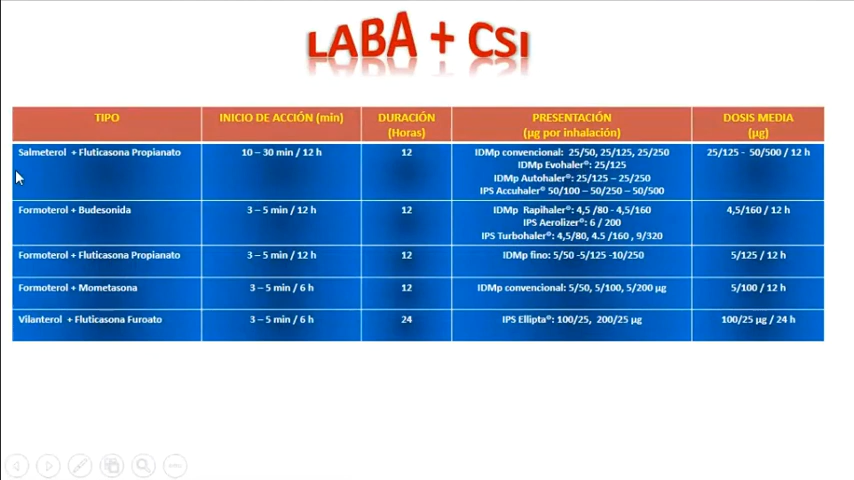 LABA + CSI
TIPO
INICIO DE ACCIÓN (min)
DURACIÓN
(Horas)
PRESENTACIÓN
(µg por inhalación)
DOSIS MEDIA
(µg)
Salmeterol + Fluticasona Propianato
10 – 30 min / 12 h
12
IDMp convencional: 25/50, 25/125, 25/250
IDMp Evohaler®: 25/125
IDMp Autohaler®: 25/125 – 25/250
IPS Accuhaler® 50/100 – 50/250 – 50/500
25/125 - 50/500 / 12 h
Formoterol + Budesonida
3 – 5 min / 12 h
12
IDMp Rapihaler®: 4,5 /80 - 4,5/160
IPS Aerolizer®: 6 / 200
IPS Turbohaler®: 4,5/80, 4.5 /160 , 9/320
4,5/160 / 12 h
Formoterol + Fluticasona Propianato
3 – 5 min / 12 h
12
IDMp fino: 5/50 -5/125 -10/250
5/125 / 12 h
Formoterol + Mometasona
3 – 5 min / 6 h
12
IDMp convencional: 5/50, 5/100, 5/200 µg
5/100 / 12 h
Vilanterol + Fluticasona Furoato
3 – 5 min / 6 h
24
IPS Ellipta®: 100/25, 200/25 µg
100/25 µg / 24 h